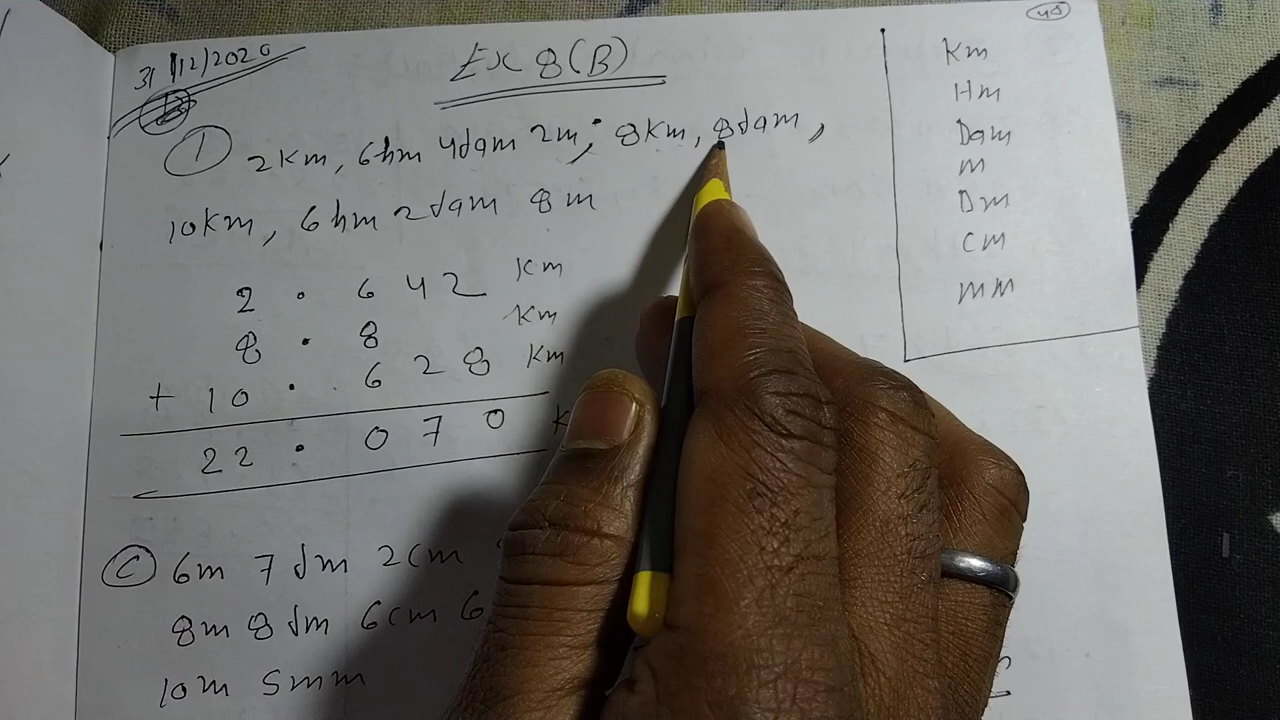 45
31/12/2020
Ex 8(B)
① 2Km, 6hm 4dam 2m; 8Km, 8dam,
10Km, 6hm 2dam 8m
2 . 6 4 2 Km
8 . 8 Km
+ 10 . 6 2 8 Km
22 . 0 7 0 K
Ⓒ 6m 7dm 2cm
8m 8dm 6cm 6
10m 5mm
Km
Hm
Dam
m
Dm
Cm
mm